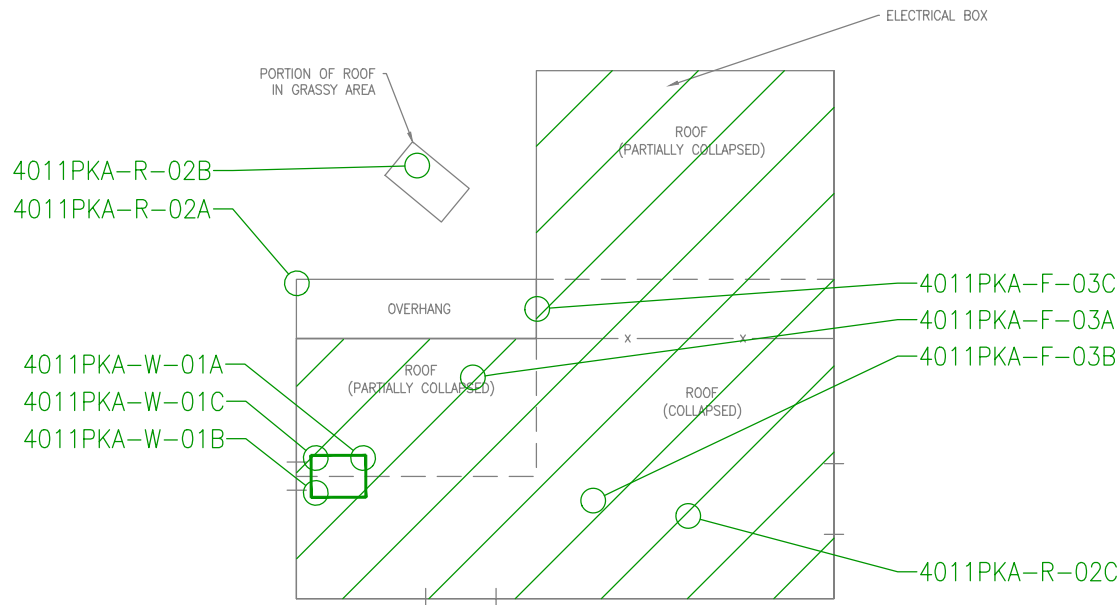 ELECTRICAL BOX
PORTION OF ROOF
IN GRASSY AREA
ROOF
(PARTIALLY COLLAPSED)
4011PKA-R-02B
4011PKA-R-02A
OVERHANG
4011PKA-F-03C
4011PKA-F-03A
4011PKA-F-03B
x
x
4011PKA-W-01A
4011PKA-W-01C
4011PKA-W-01B
ROOF
(PARTIALLY COLLAPSED)
ROOF
(COLLAPSED)
4011PKA-R-02C